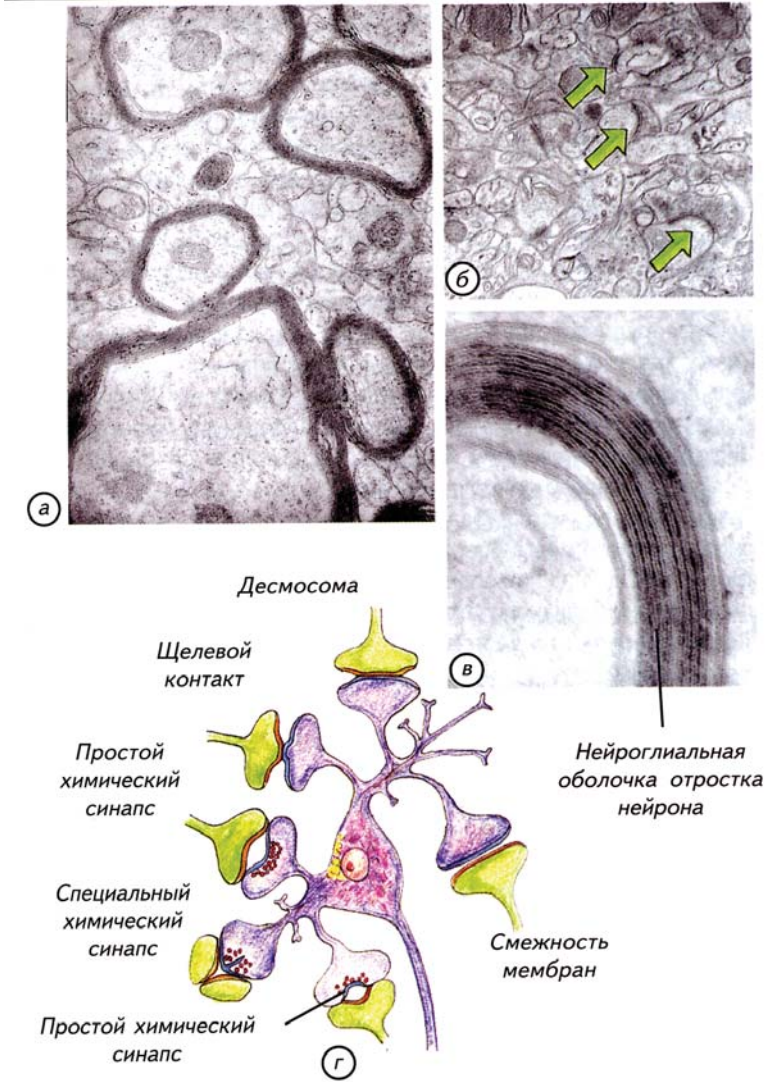 а
б
в
Десмосома
Щелевой
контакт
Простой
химический
синапс
Специальный
химический
синапс
Простой химический
синапс
Нейроглиальная
оболочка отростка
нейрона
Смежность
мембран
г